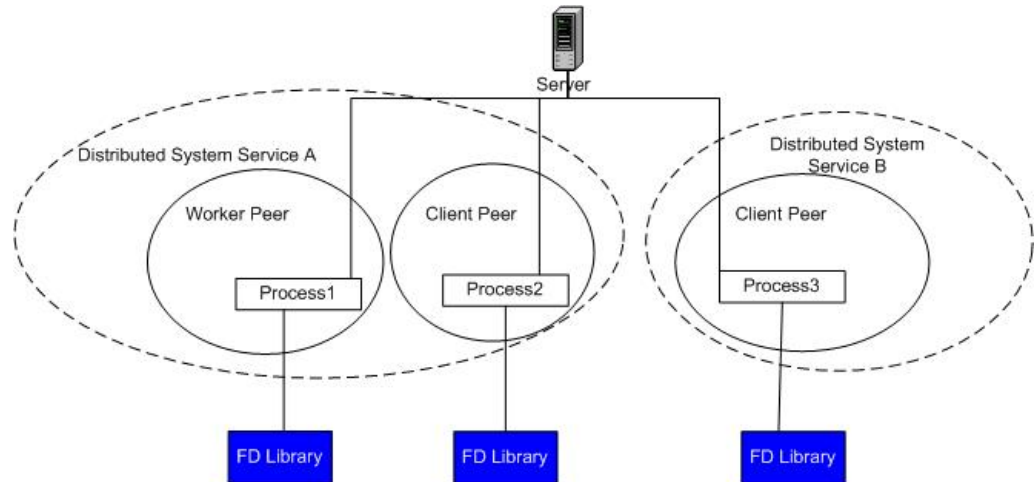 Server
Distributed System Service A
Distributed System
Service B
Worker Peer
Client Peer
Client Peer
Process1
Process2
Process3
FD Library
FD Library
FD Library